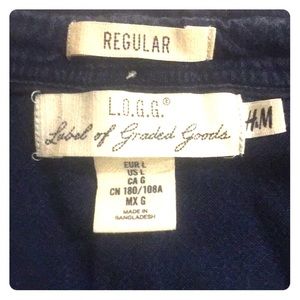 REGULAR
L.O.G.G.®
Label of Graded Goods
H&M
EUR L
US L
CA G
CN 180/108A
MX G
MADE IN
BANGLADESH